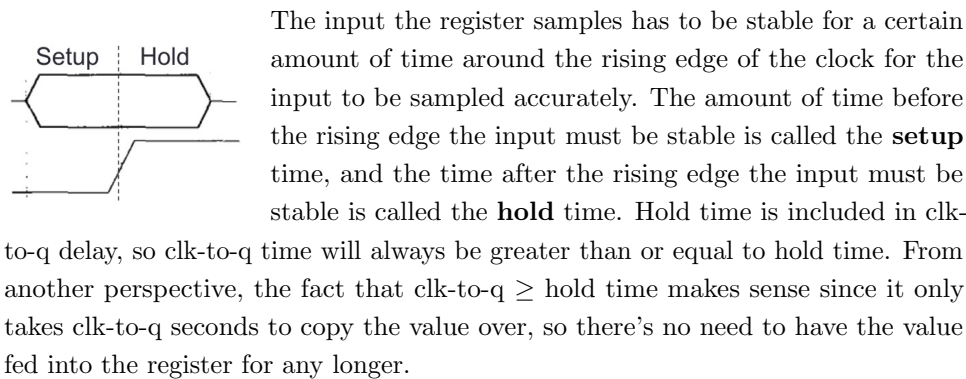 Setup Hold
The input the register samples has to be stable for a certain
amount of time around the rising edge of the clock for the
input to be sampled accurately. The amount of time before
the rising edge the input must be stable is called the setup
time, and the time after the rising edge the input must be
stable is called the hold time. Hold time is included in clk-
to-q delay, so clk-to-q time will always be greater than or equal to hold time. From
another perspective, the fact that clk-to-q ≥ hold time makes sense since it only
takes clk-to-q seconds to copy the value over, so there's no need to have the value
fed into the register for any longer.